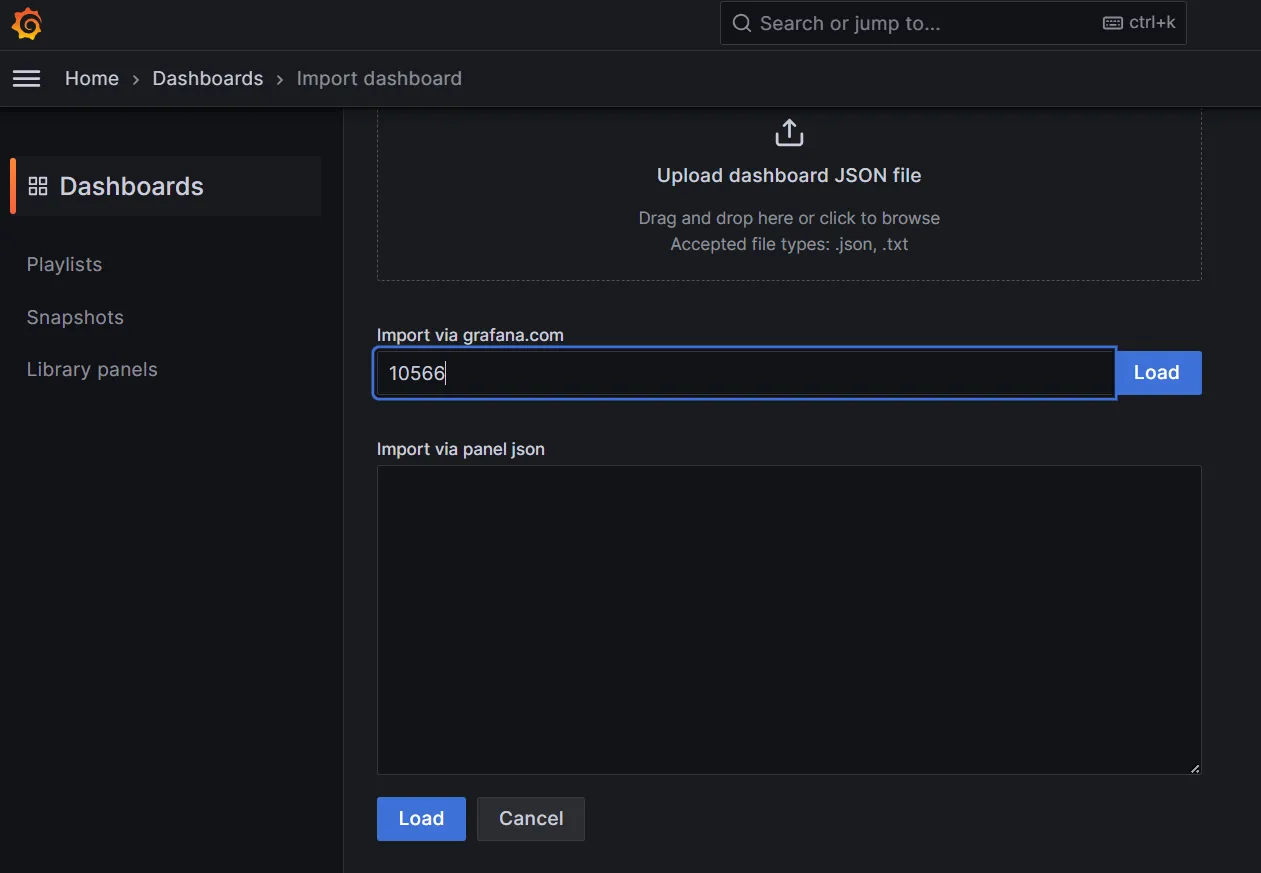 Search or jump to...
ctrl+k
Home › Dashboards › Import dashboard
Dashboards
Playlists
Snapshots
Library panels
Upload dashboard JSON file
Drag and drop here or click to browse
Accepted file types: .json, .txt
Import via grafana.com
10566
Load
Import via panel json
Load
Cancel